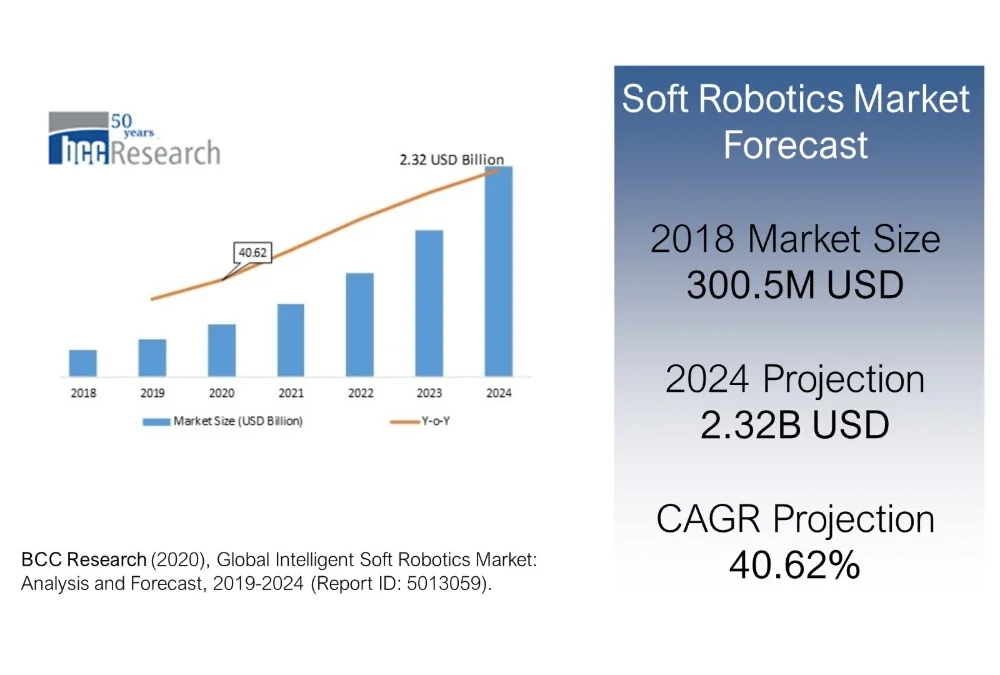 50
years
bccResearch
2.32 USD Billion
40.62
2018 2019 2020 2021 2022 2023 2024
Market Size (USD Billion) Y-o-Y
BCC Research (2020), Global Intelligent Soft Robotics Market:
Analysis and Forecast, 2019-2024 (Report ID: 5013059).
Soft Robotics Market
Forecast
2018 Market Size
300.5M USD
2024 Projection
2.32B USD
CAGR Projection
40.62%